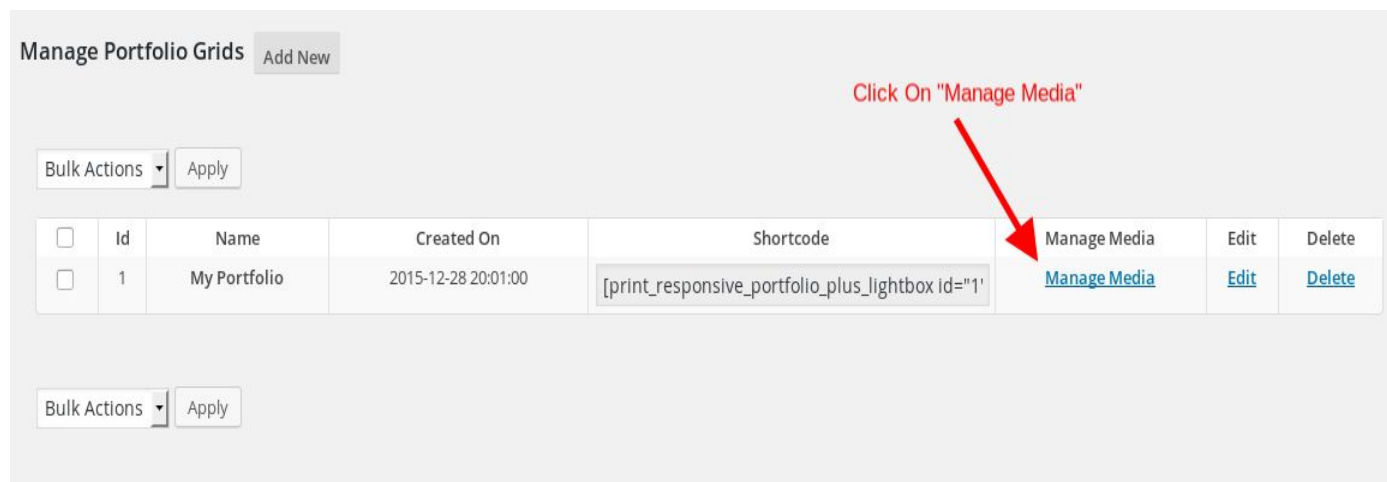 Manage Portfolio Grids Add New
Click On "Manage Media"
Bulk Actions Apply
Id Name Created On Shortcode Manage Media Edit Delete
1 My Portfolio 2015-12-28 20:01:00 [print_responsive_portfolio_plus_lightbox id="1" Manage Media Edit Delete
Bulk Actions Apply